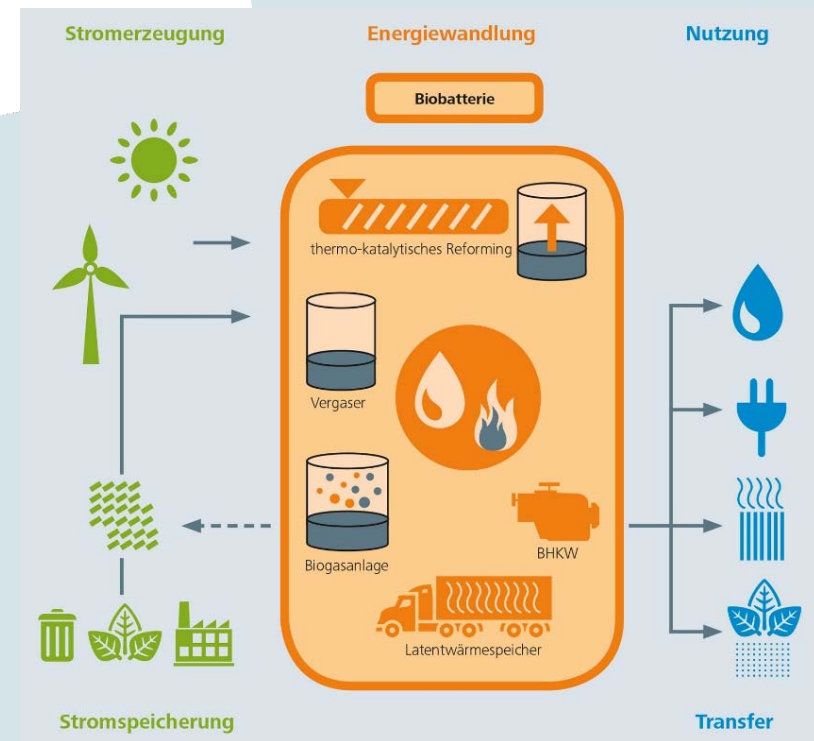 Stromerzeugung
Energiewandlung
Nutzung
Biobatterie
thermo-katalytisches Reforming
Vergaser
Biogasanlage
BHKW
Latentwärmespeicher
Stromspeicherung
Transfer